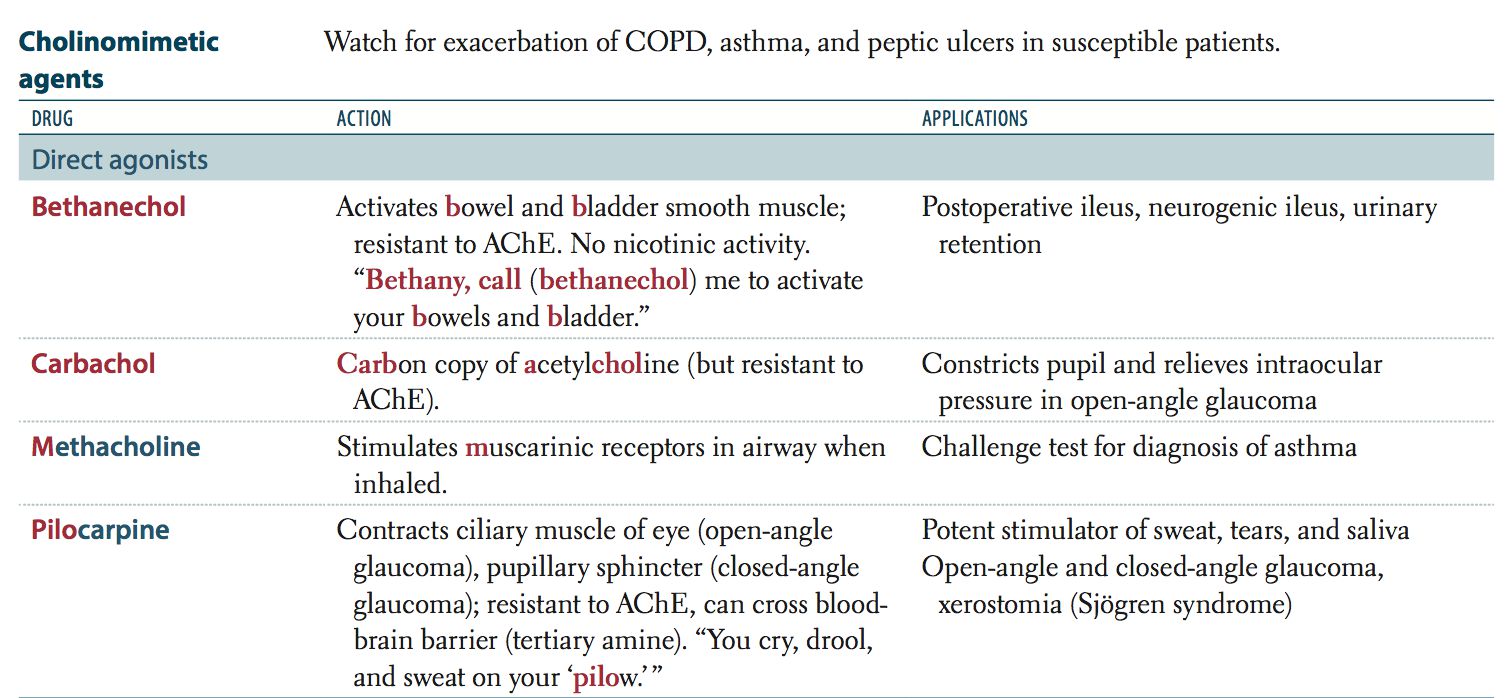 Cholinomimetic agents
Watch for exacerbation of COPD, asthma, and peptic ulcers in susceptible patients.
DRUG ACTION APPLICATIONS
Direct agonists
Bethanechol
Activates bowel and bladder smooth muscle;
resistant to AChE. No nicotinic activity.
“Bethany, call (bethanechol) me to activate
your bowels and bladder.”
Postoperative ileus, neurogenic ileus, urinary
retention
Carbachol
Carbon copy of acetylcholine (but resistant to
AChE).
Constricts pupil and relieves intraocular
pressure in open-angle glaucoma
Methacholine
Stimulates muscarinic receptors in airway when
inhaled.
Challenge test for diagnosis of asthma
Pilocarpine
Contracts ciliary muscle of eye (open-angle
glaucoma), pupillary sphincter (closed-angle
glaucoma); resistant to AChE, can cross blood-
brain barrier (tertiary amine). “You cry, drool,
and sweat on your ‘pilow.’ ”
Potent stimulator of sweat, tears, and saliva
Open-angle and closed-angle glaucoma,
xerostomia (Sjögren syndrome)